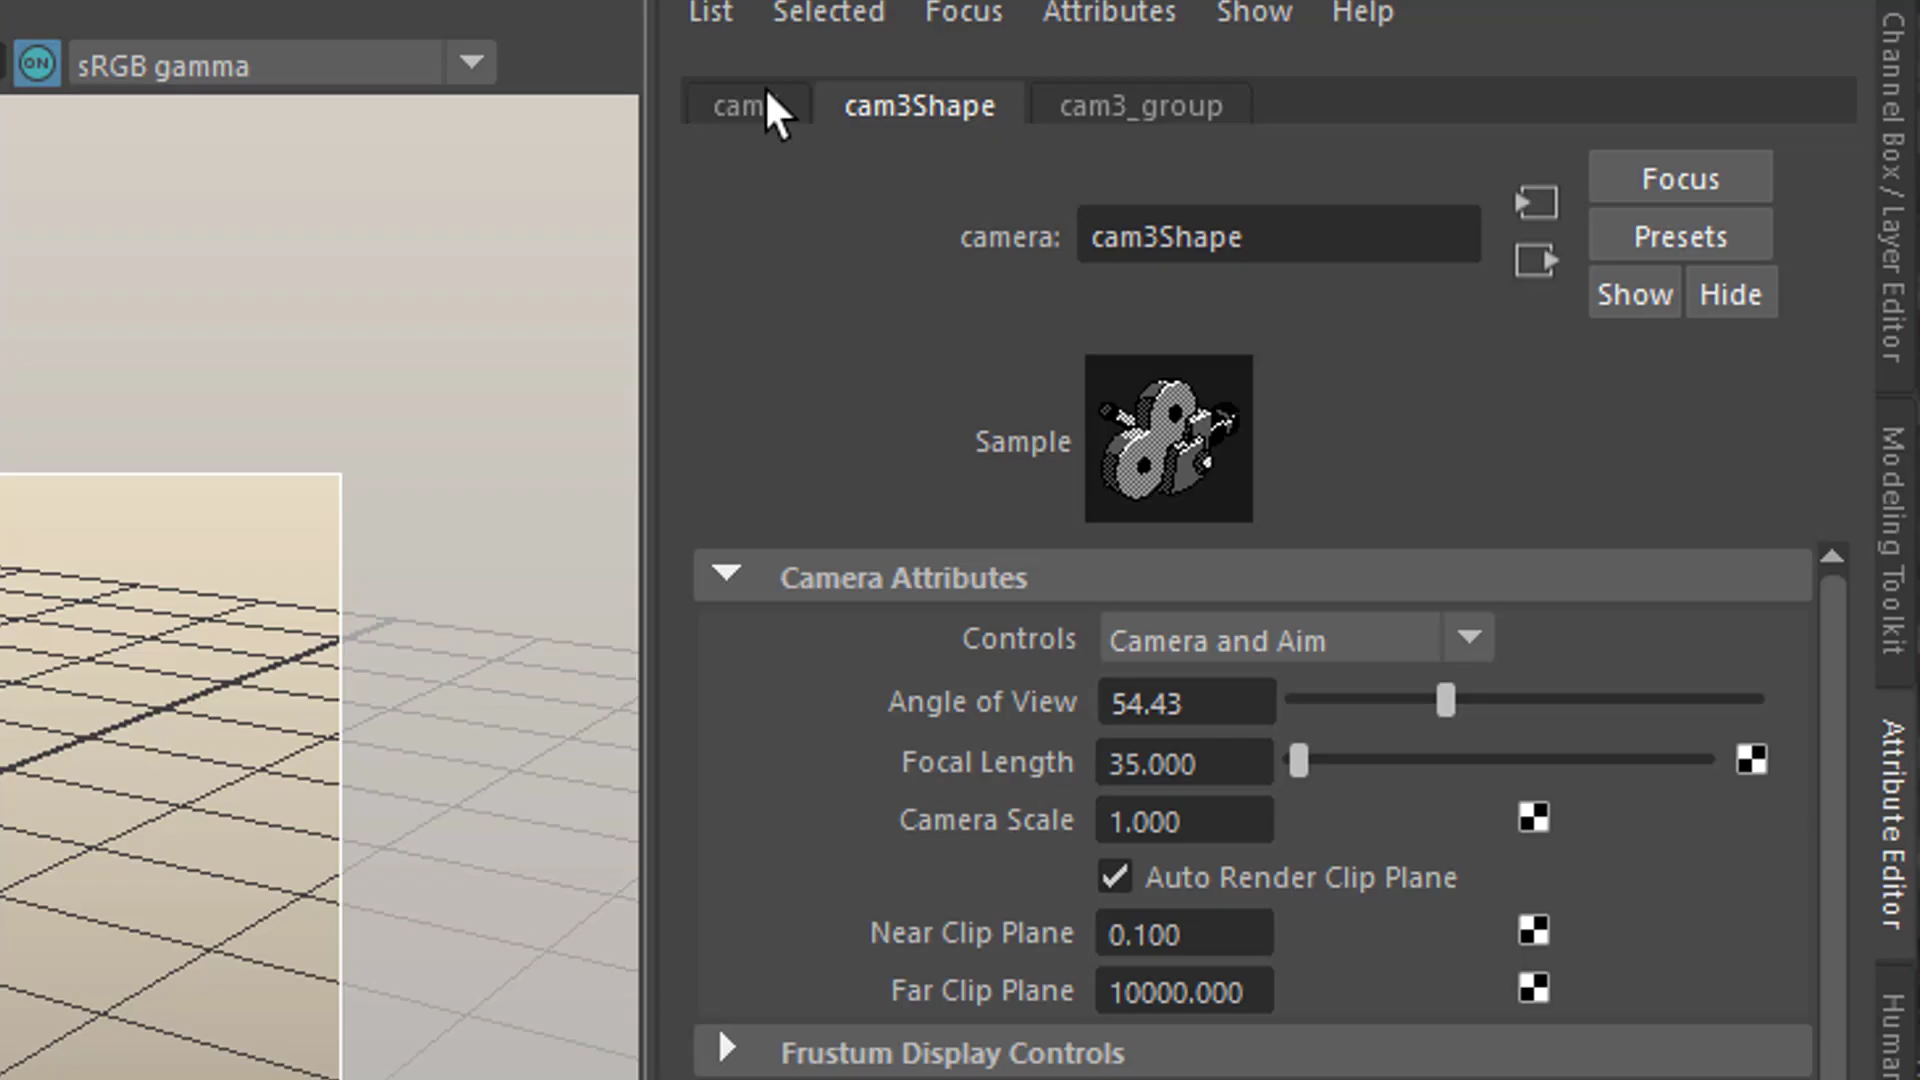 List Selected Focus Attributes Show Help
ON sRGB gamma
cam cam3Shape cam3_group
Focus
camera: cam3Shape
Presets
Show Hide
Sample
Camera Attributes
Controls Camera and Aim
Angle of View 54.43
Focal Length 35.000
Camera Scale 1.000
Auto Render Clip Plane
Near Clip Plane 0.100
Far Clip Plane 10000.000
Frustum Display Controls
Channel Box / Layer Editor
Modeling Toolkit
Attribute Editor
Human